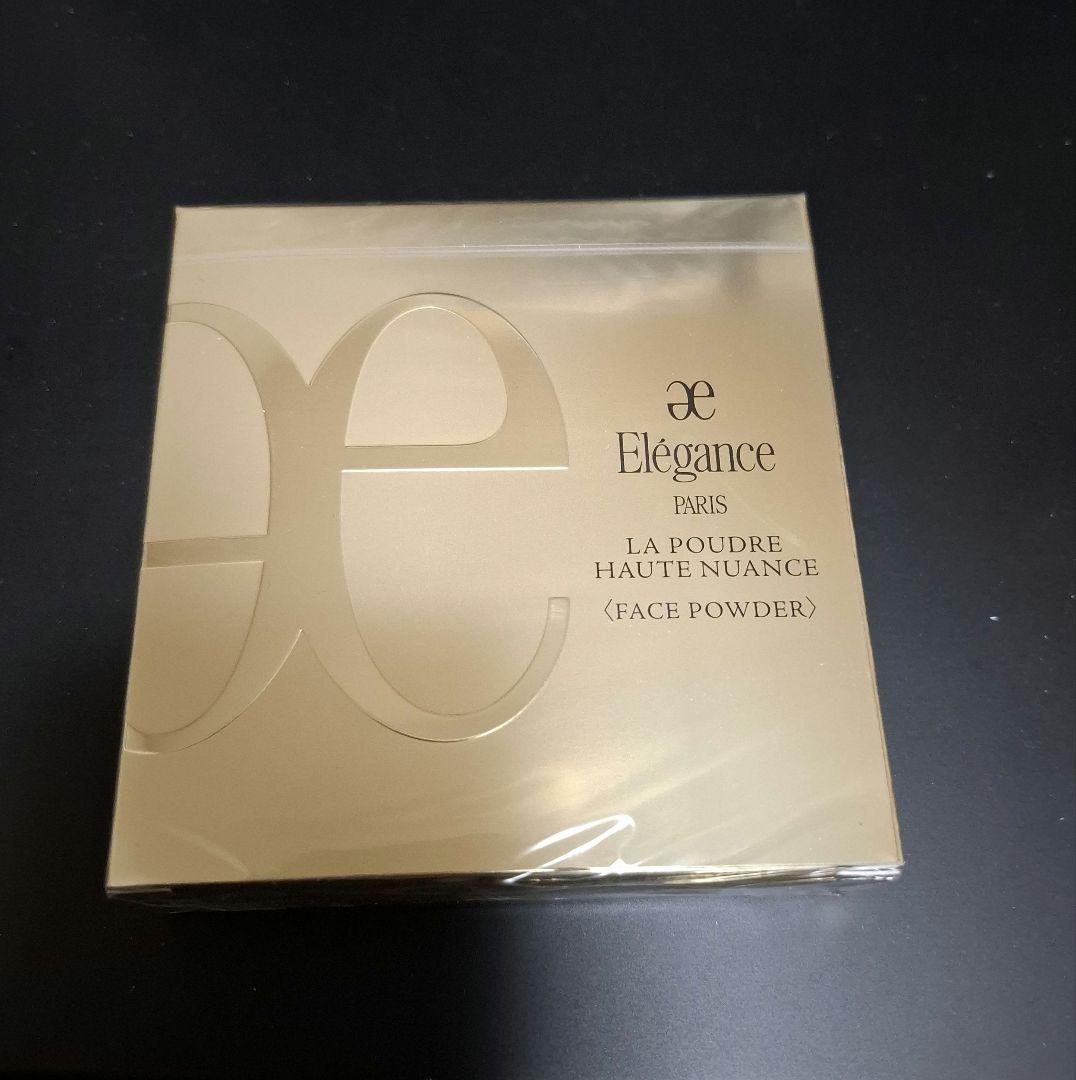 Elégance
PARIS
LA POUDRE
HAUTE NUANCE
〈FACE POWDER〉